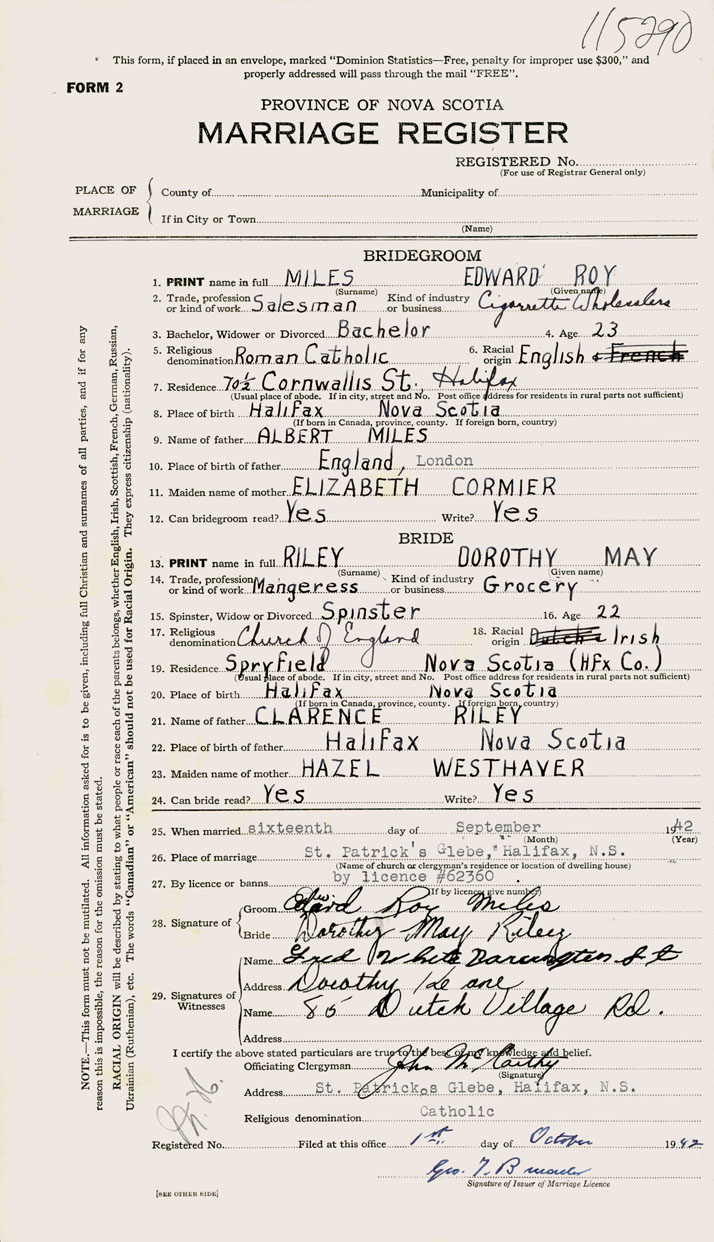 115290
This form, if placed in an envelope, marked "Dominion Statistics—Free, penalty for improper use $300," and
properly addressed will pass through the mail "FREE".
FORM 2
PROVINCE OF NOVA SCOTIA
MARRIAGE REGISTER
REGISTERED No.
(For use of Registrar General only)
PLACE OF MARRIAGE
County of Municipality of
If in City or Town
(Name)
BRIDEGROOM
1. PRINT name in full MILES EDWARD ROY
(Surname) (Given name)
2. Trade, profession or kind of work Salesman Kind of industry or business Cigarette Wholesalers
3. Bachelor, Widower or Divorced Bachelor 4. Age 23
5. Religious denomination Roman Catholic 6. Racial origin English & French
7. Residence 70½ Cornwallis St., Halifax
(Usual place of abode. If in city, street and No. Post office address for residents in rural parts not sufficient)
8. Place of birth Halifax Nova Scotia
(If born in Canada, province, county. If foreign born, country)
9. Name of father ALBERT MILES
10. Place of birth of father England, London
11. Maiden name of mother ELIZABETH CORMIER
12. Can bridegroom read? Yes Write? Yes
BRIDE
13. PRINT name in full RILEY DOROTHY MAY
(Surname) (Given name)
14. Trade, profession or kind of work Mangeress Kind of industry or business Grocery
15. Spinster, Widow or Divorced Spinster 16. Age 22
17. Religious denomination Church of England 18. Racial origin Dutch & Irish
19. Residence Spryfield Nova Scotia (Hfx Co.)
(Usual place of abode. If in city, street and No. Post office address for residents in rural parts not sufficient)
20. Place of birth Halifax Nova Scotia
(If born in Canada, province, county. If foreign born, country)
21. Name of father CLARENCE RILEY
22. Place of birth of father Halifax Nova Scotia
23. Maiden name of mother HAZEL WESTHAVER
24. Can bride read? Yes Write? Yes
25. When married sixteenth day of September 1942
(Month) (Year)
26. Place of marriage St. Patrick's Glebe, Halifax, N.S.
(Name of church or clergyman's residence or location of dwelling house)
27. By licence or banns by licence #62360
(If by licence, give number)
28. Signature of
Groom Edward Roy Miles
Bride Dorothy May Riley
29. Signatures of Witnesses
Name Fred White Darrington St
Address Dorothy
Name 85 Dutch Village Rd.
Address
I certify the above stated particulars are true to the best of my knowledge and belief.
Officiating Clergyman John McCarthy
(Signature)
Address St. Patricks Glebe, Halifax, N.S.
Religious denomination Catholic
Registered No. Filed at this office 1st day of October 1942
Geo. T.
Signature of Issuer of Marriage Licence
[SEE OTHER SIDE]
NOTE.—This form must not be mutilated. All information asked for is to be given, including full Christian and surnames of all parties, and if for any
reason this is impossible, the reason for the omission must be stated.
RACIAL ORIGIN will be described by stating to what people or race each of the parents belongs, whether English, Irish, Scottish, French, German, Russian,
Ukrainian (Ruthenian), etc. The words "Canadian" or "American" should not be used for Racial Origin. They express citizenship (nationality).